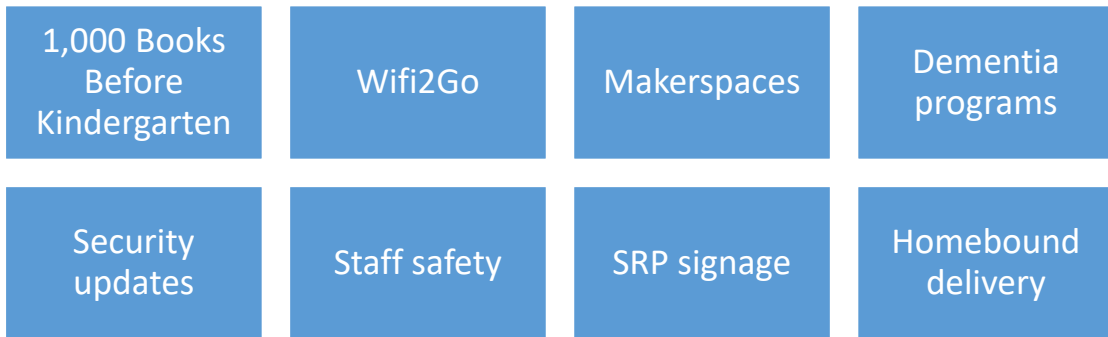 1,000 Books
Before
Kindergarten
Wifi2Go
Makerspaces
Dementia
programs
Security
updates
Staff safety
SRP signage
Homebound
delivery